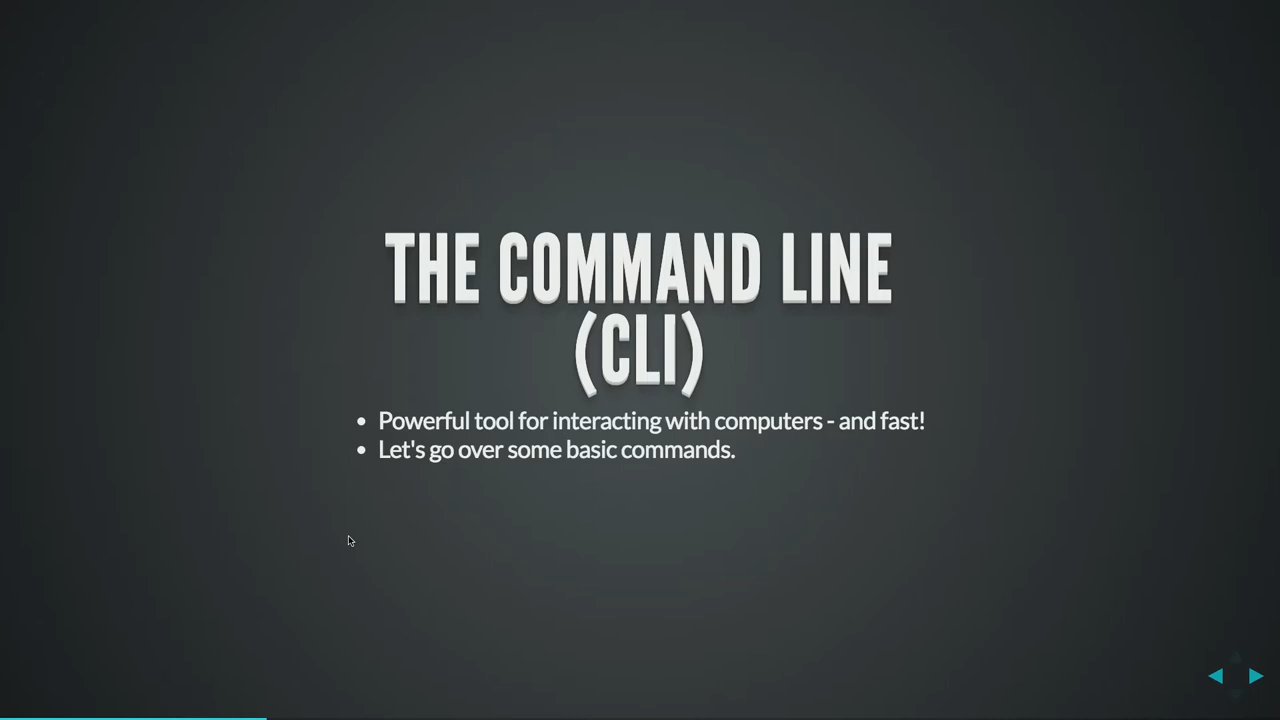 THE COMMAND LINE
(CLI)
• Powerful tool for interacting with computers - and fast!
• Let's go over some basic commands.